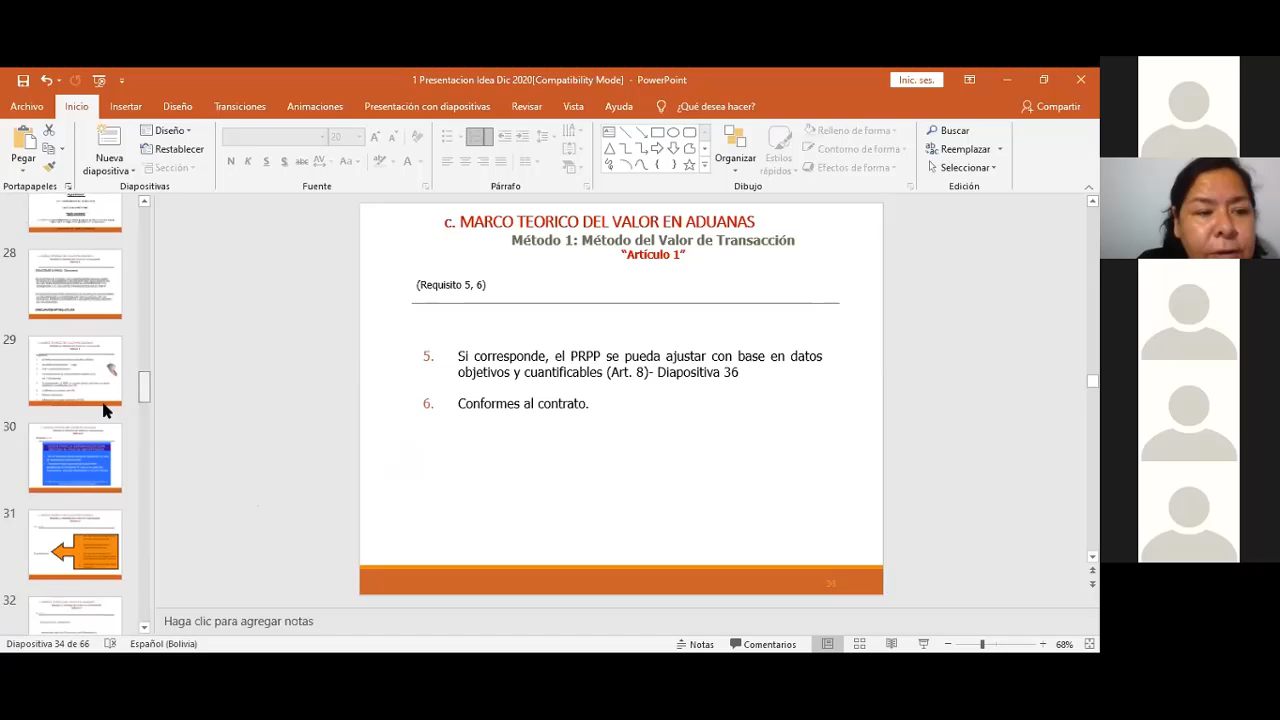 1 Presentacion Idea Dic 2020[Compatibility Mode] - PowerPoint
Inic. ses.
Archivo Inicio Insertar Diseño Transiciones Animaciones Presentación con diapositivas Revisar Vista Ayuda ¿Qué desea hacer? Compartir
Pegar
Nueva diapositiva
Diseño
Restablecer
Sección
20
N K S S abc AV Aa A
Organizar
Estilos rápidos
Relleno de forma
Contorno de forma
Efectos de forma
Buscar
Reemplazar
Seleccionar
Portapapeles Diapositivas Fuente Párrafo Dibujo Edición
28
29
30
31
32
c. MARCO TEORICO DEL VALOR EN ADUANAS
Método 1: Método del Valor de Transacción
“Artículo 1”
(Requisito 5, 6)
5. Si corresponde, el PRPP se pueda ajustar con base en datos
objetivos y cuantificables (Art. 8)- Diapositiva 36
6. Conformes al contrato.
34
Haga clic para agregar notas
Diapositiva 34 de 66 Español (Bolivia) Notas Comentarios 68%